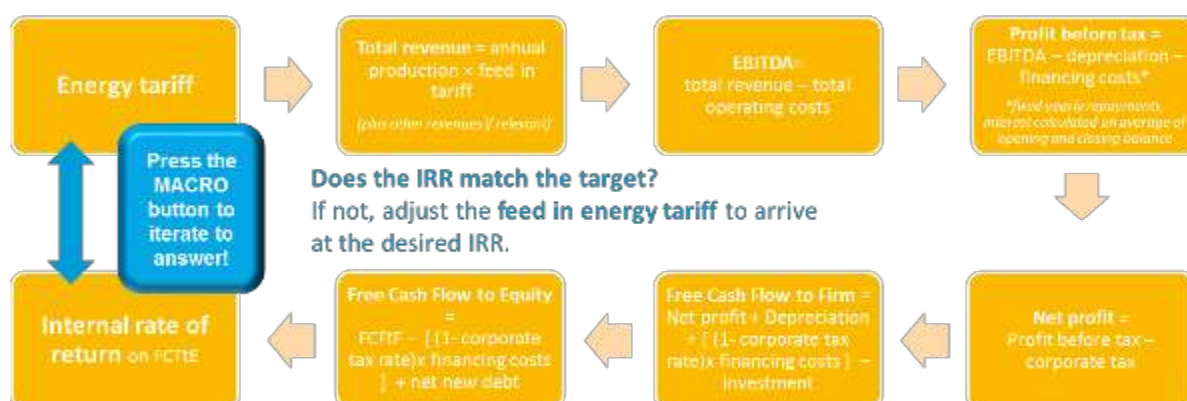 Energy tariff
Total revenue = annual
production × feed in
tariff
(plus other revenues if relevant)
EBITDA=
total revenue – total
operating costs
Profit before tax =
EBITDA – depreciation –
financing costs*
*fixed yearly repayments,
interest calculated on average of
opening and closing balance
Press the
MACRO
button to
iterate to
answer!
Does the IRR match the target?
If not, adjust the feed in energy tariff to arrive
at the desired IRR.
Internal rate of
return on FCTtE
Free Cash Flow to Equity
=
FCTtF – [ (1- corporate
tax rate)x financing costs
] + net new debt
Free Cash Flow to Firm =
Net profit + Depreciation
+ [ (1- corporate tax
rate)x financing costs ] –
investment
Net profit =
Profit before tax –
corporate tax